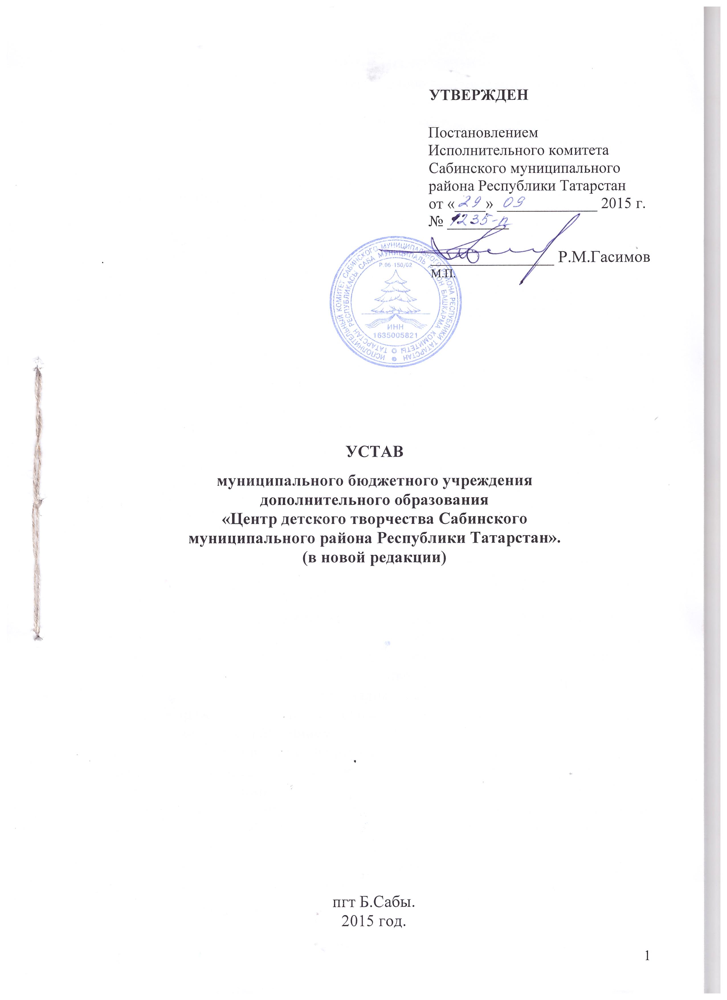 УТВЕРЖДЕН
Постановлением
Исполнительного комитета
Сабинского муниципального
района Республики Татарстан
от «29» 09 2015 г.
№ 1235-п
Р.М.Гасимов
М.П.
ИСПОЛНИТЕЛЬНЫЙ КОМИТЕТ САБИНСКОГО МУНИЦИПАЛЬНОГО РАЙОНА РЕСПУБЛИКИ ТАТАРСТАН
ТАТАРСТАН РЕСПУБЛИКАСЫ САБА МУНИЦИПАЛЬ РАЙОН БАШКАРМА КОМИТЕТЫ
Р.06 150/02
ИНН
1635005821
УСТАВ
муниципального бюджетного учреждения
дополнительного образования
«Центр детского творчества Сабинского
муниципального района Республики Татарстан».
(в новой редакции)
пгт Б.Сабы.
2015 год.
1